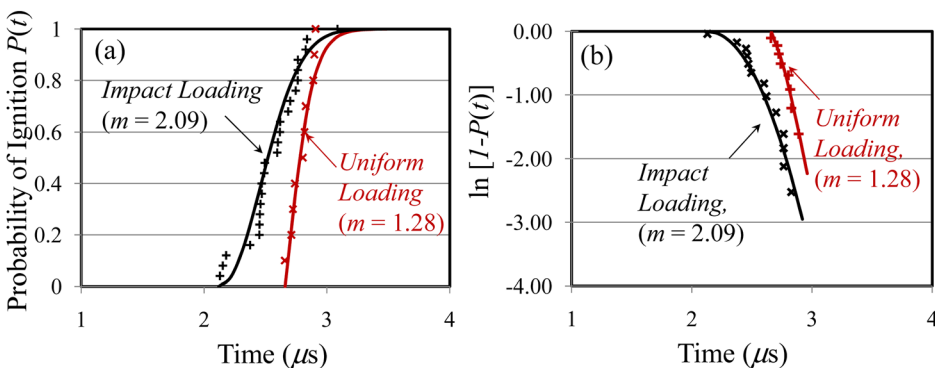 Probability of Ignition P(t)
1
0.8
0.6
0.4
0.2
0
(a)
Impact Loading
(m = 2.09)
Uniform
Loading
(m = 1.28)
1
2
3
4
Time (μs)
ln [1-P(t)]
0.00
-1.00
-2.00
-3.00
-4.00
(b)
Uniform
Loading,
(m = 1.28)
Impact
Loading,
(m = 2.09)
1
2
3
4
Time (μs)